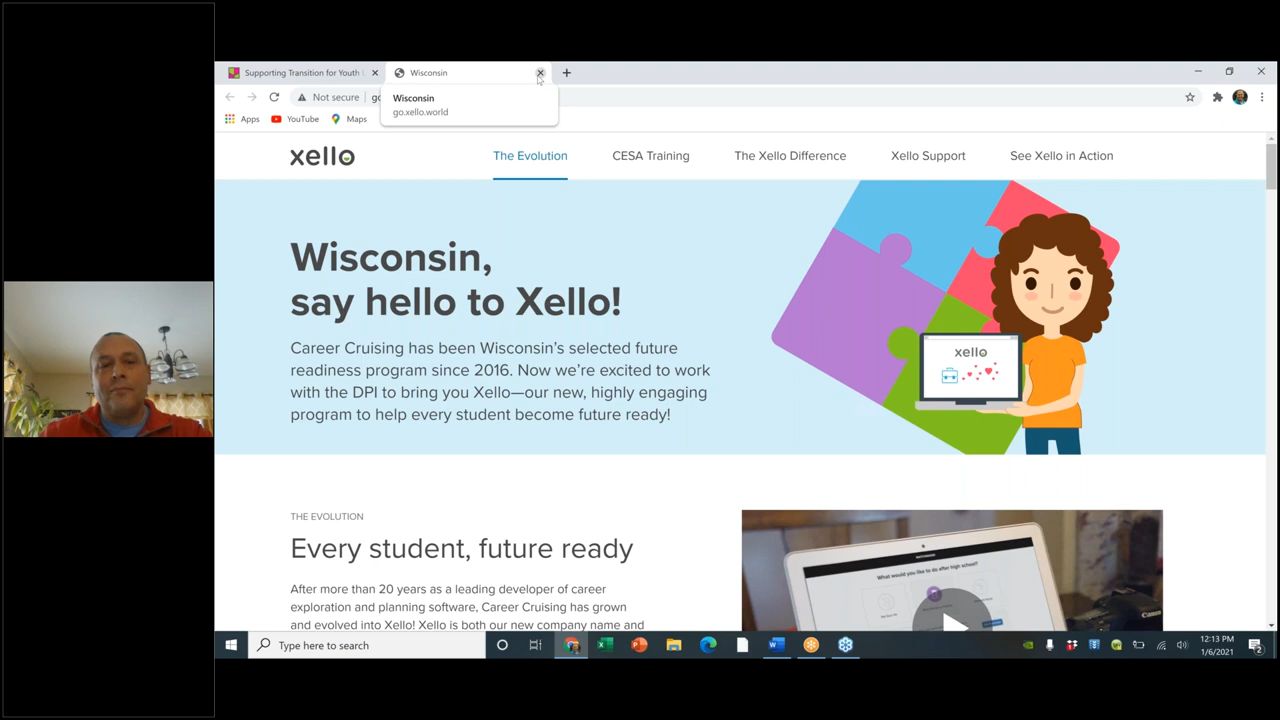 Supporting Transition for Youth
Wisconsin
Not secure
go
Wisconsin
go.xello.world
Apps
YouTube
Maps
xello
The Evolution
CESA Training
The Xello Difference
Xello Support
See Xello in Action
Wisconsin,
say hello to Xello!
Career Cruising has been Wisconsin's selected future
readiness program since 2016. Now we're excited to work
with the DPI to bring you Xello—our new, highly engaging
program to help every student become future ready!
xello
THE EVOLUTION
Every student, future ready
After more than 20 years as a leading developer of career
exploration and planning software, Career Cruising has grown
and evolved into Xello! Xello is both our new company name and
What would you like to do after high school?
Canon
Type here to search
12:13 PM
1/6/2021
2